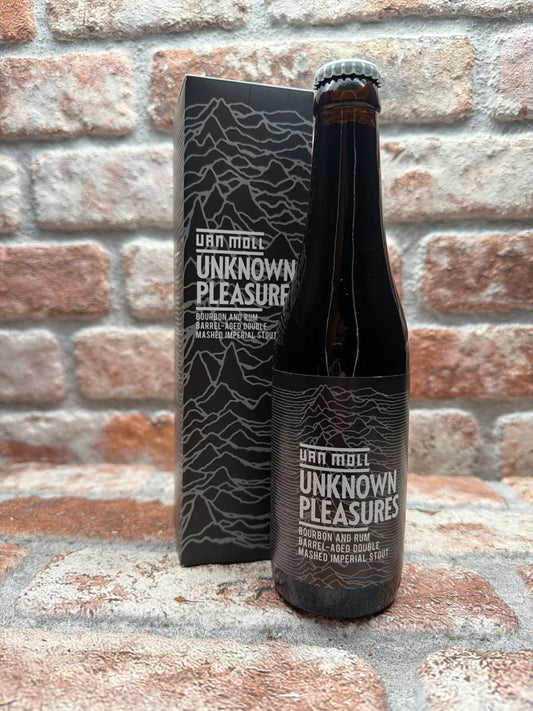 VAN MOLL
UNKNOWN
PLEASURE
BOURBON AND RUM
BARREL-AGED DOUBLE
MASHED IMPERIAL STOUT
VAN MOLL
UNKNOWN
PLEASURES
BOURBON AND RUM
BARREL-AGED DOUBLE
MASHED IMPERIAL STOUT